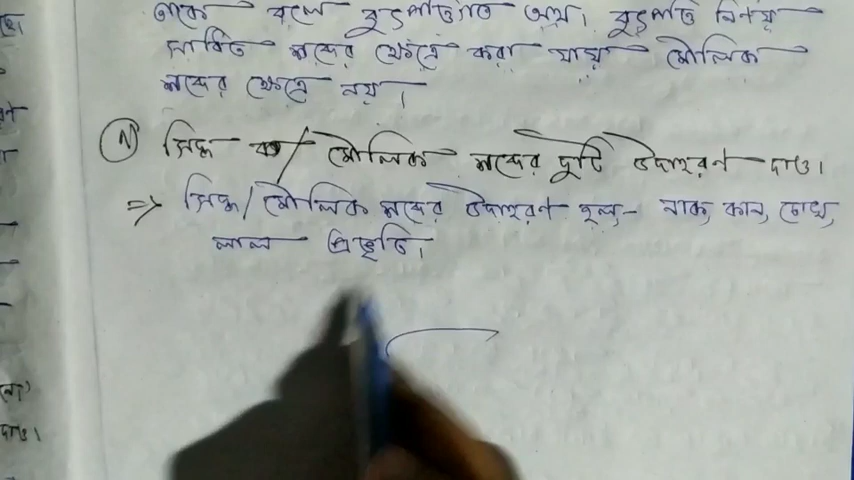 তাকে বলে বুৎপত্তিগত অর্থ। বুৎপত্তি নির্ণয়
সাধিত শব্দের ক্ষেত্রে করা যায় মৌলিক
শব্দের ক্ষেত্রে নয়।
সিদ্ধ / মৌলিক শব্দের দুটি উদাহরণ দাও।
=> সিদ্ধ/মৌলিক শব্দের উদাহরণ হল- নাক, কান, চোখ,
লাল প্রভৃতি।
দাও।